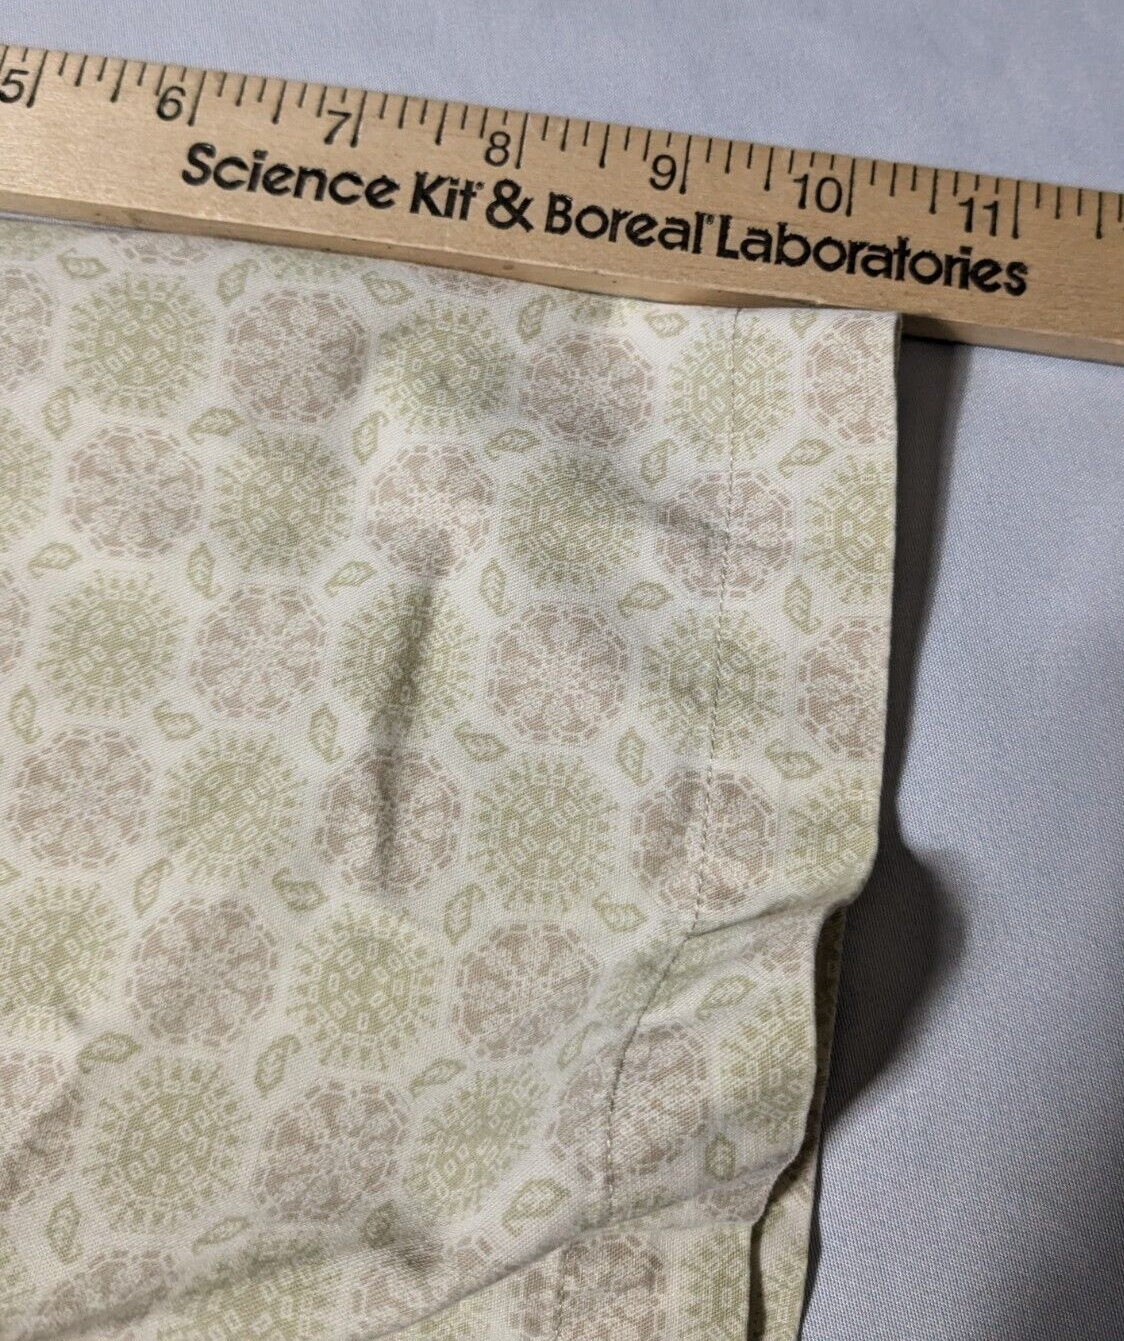 5 6 7 8 9 10 11
Science Kit & Boreal Laboratories